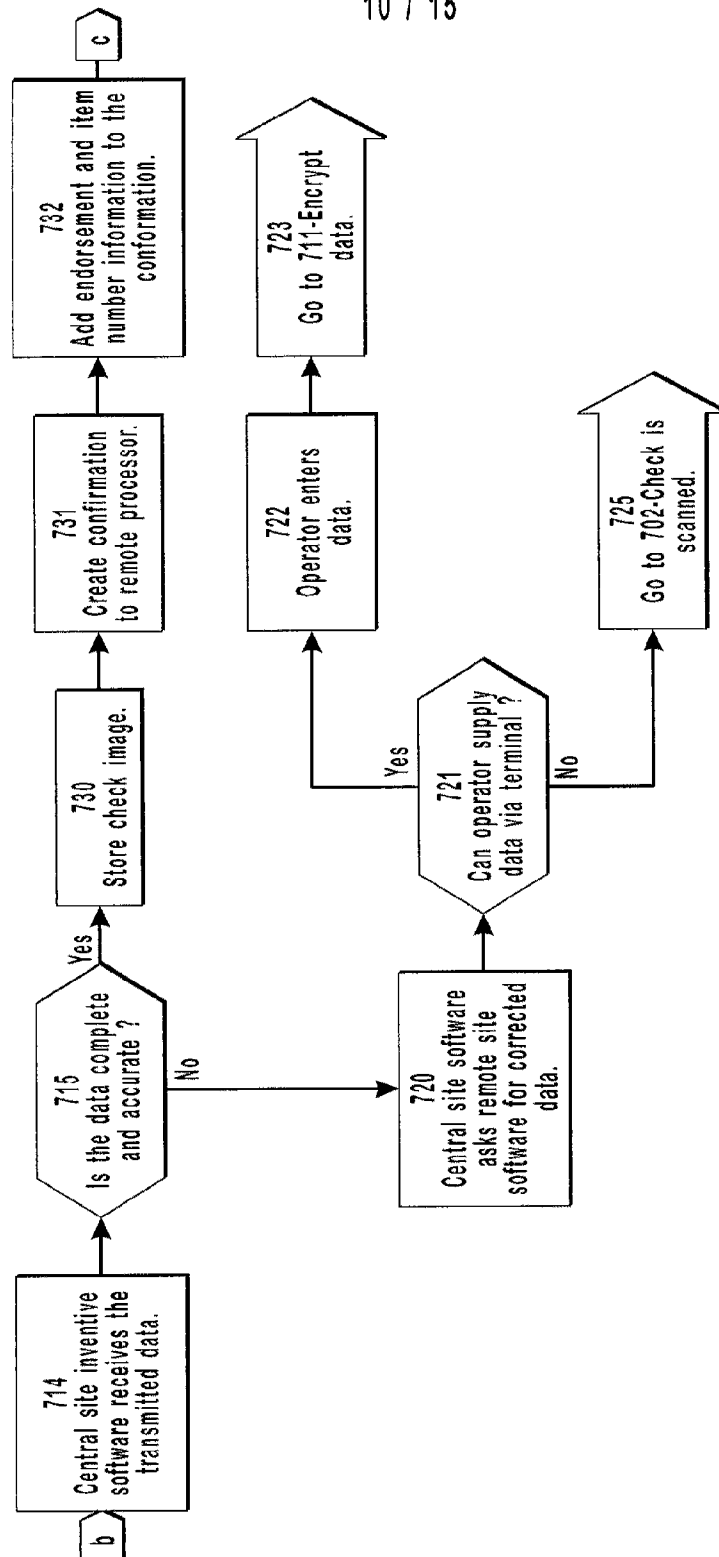 10 / 15
b
714
Central site inventive
software receives the
transmitted data.
715
Is the data complete
and accurate ?
Yes
No
730
Store check image.
731
Create confirmation
to remote processor.
732
Add endorsement and item
number information to the
conformation.
c
720
Central site software
asks remote site
software for corrected
data.
721
Can operator supply
data via terminal ?
Yes
No
722
Operator enters
data.
723
Go to 711-Encrypt
data.
725
Go to 702-Check is
scanned.